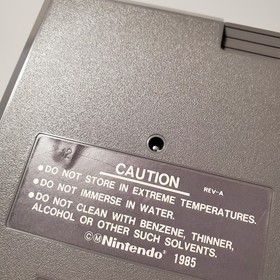 CAUTION
REV-A
•DO NOT STORE IN EXTREME TEMPERATURES.
•DO NOT IMMERSE IN WATER.
•DO NOT CLEAN WITH BENZENE, THINNER,
ALCOHOL OR OTHER SUCH SOLVENTS.
©ⓂNintendo® 1985